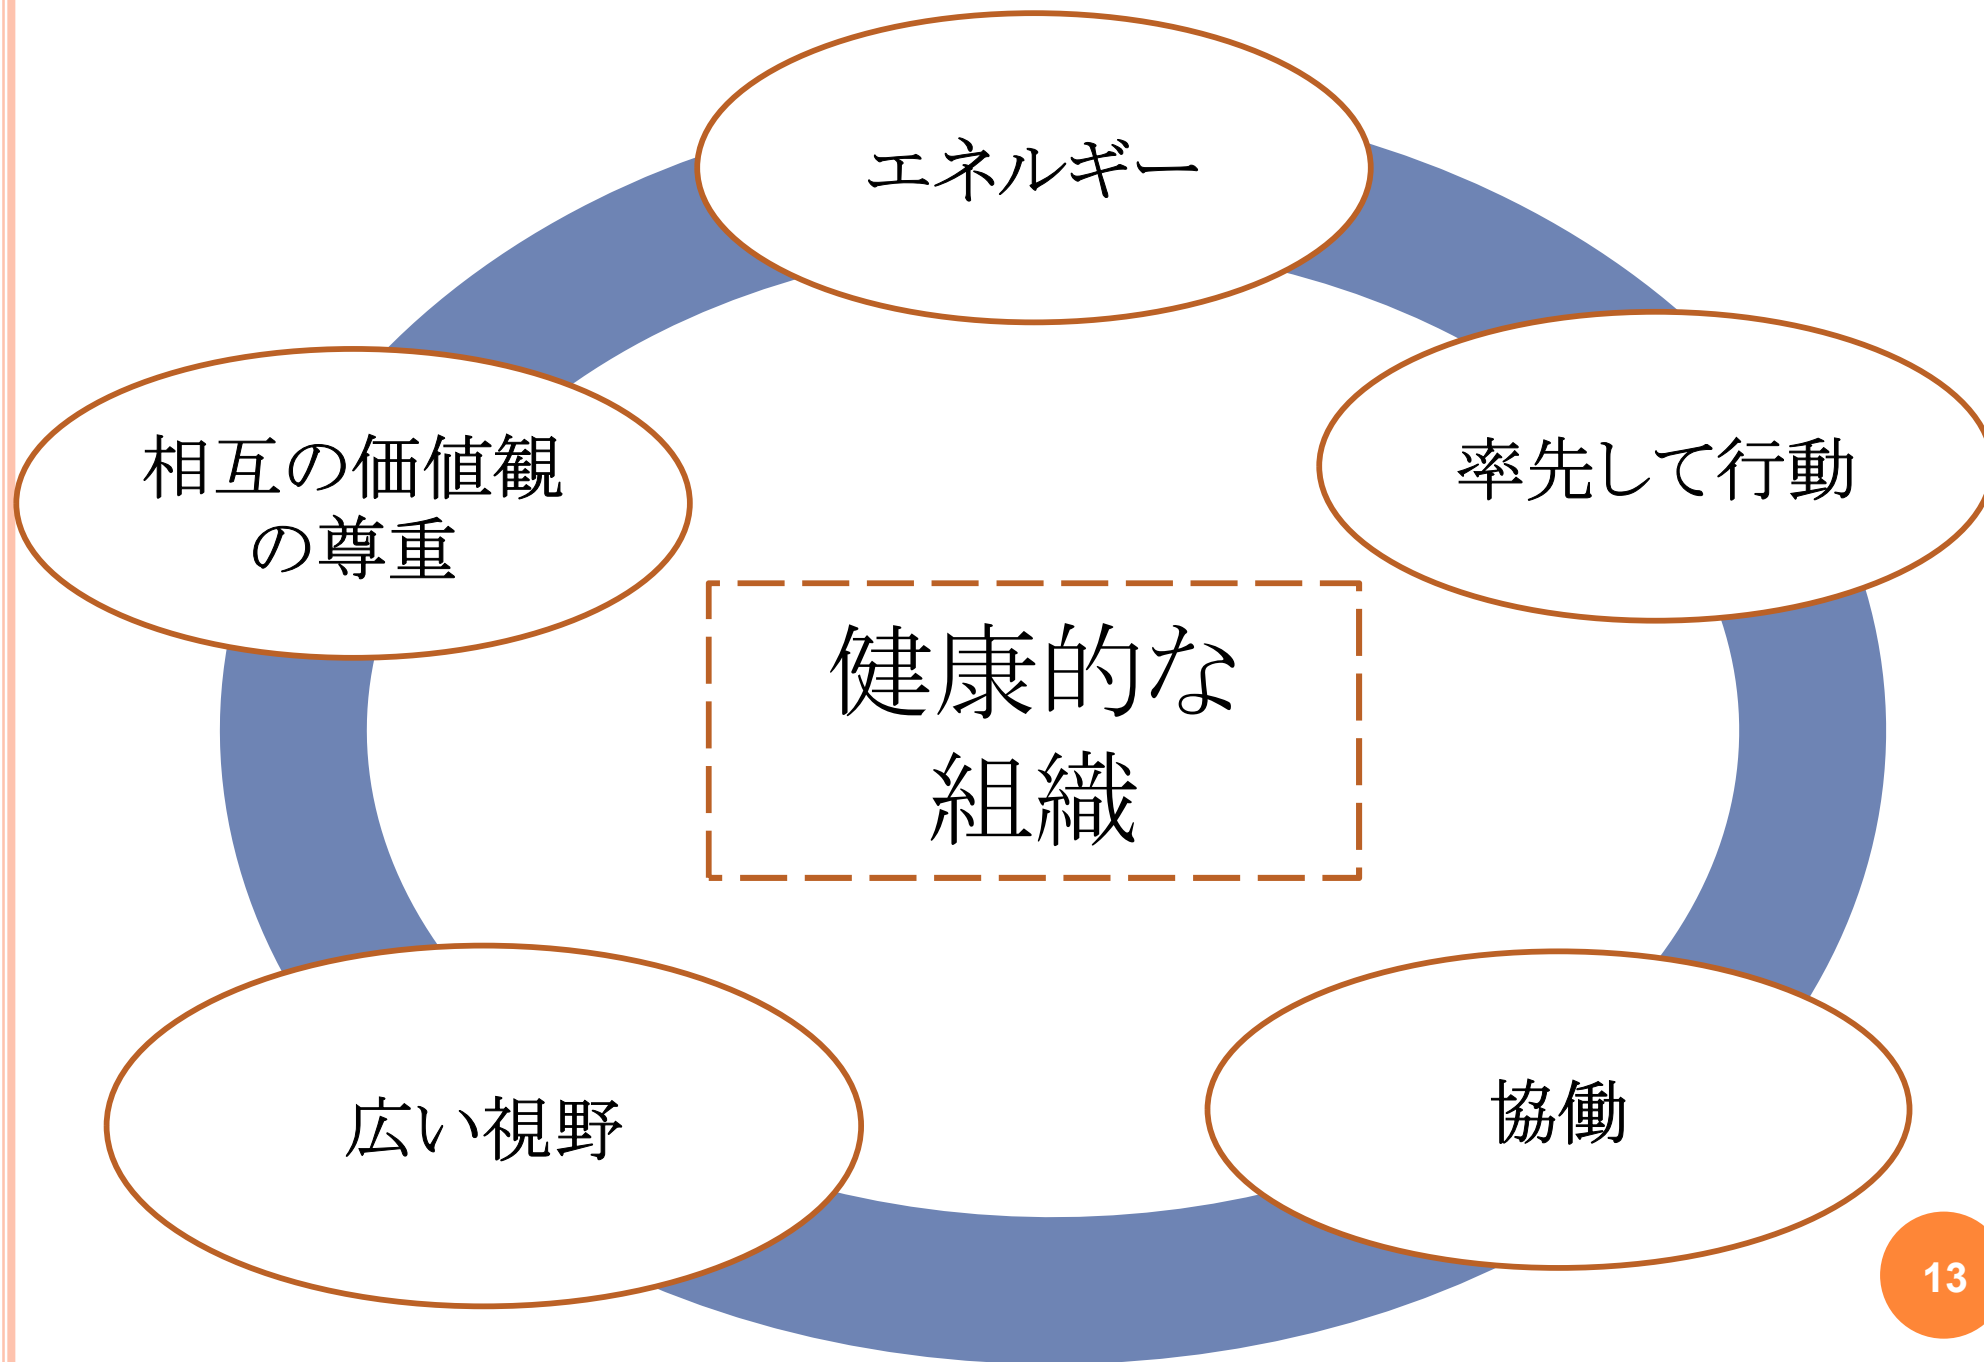 エネルギー
相互の価値観
の尊重
率先して行動
健康的な
組織
広い視野
協働
13